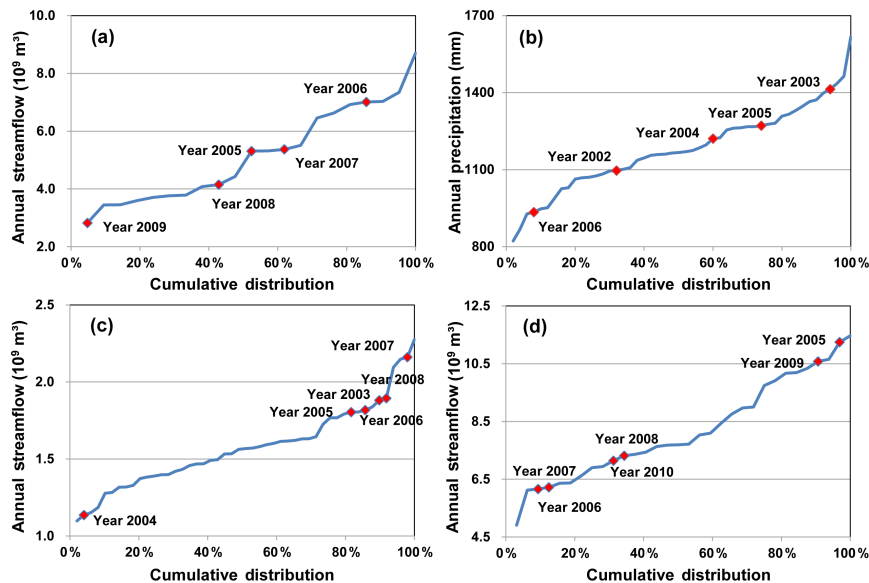 (a)
Annual streamflow (10⁹ m³)
10.0
8.0
6.0
4.0
2.0
Year 2006
Year 2005
Year 2007
Year 2008
Year 2009
0% 20% 40% 60% 80% 100%
Cumulative distribution
(b)
Annual precipitation (mm)
1700
1400
1100
800
Year 2003
Year 2005
Year 2004
Year 2002
Year 2006
0% 20% 40% 60% 80% 100%
Cumulative distribution
(c)
Annual streamflow (10⁹ m³)
2.5
2.0
1.5
1.0
Year 2007
Year 2008
Year 2003
Year 2005
Year 2006
Year 2004
0% 20% 40% 60% 80% 100%
Cumulative distribution
(d)
Annual streamflow (10⁹ m³)
12.5
10.5
8.5
6.5
4.5
Year 2005
Year 2009
Year 2008
Year 2007
Year 2010
Year 2006
0% 20% 40% 60% 80% 100%
Cumulative distribution